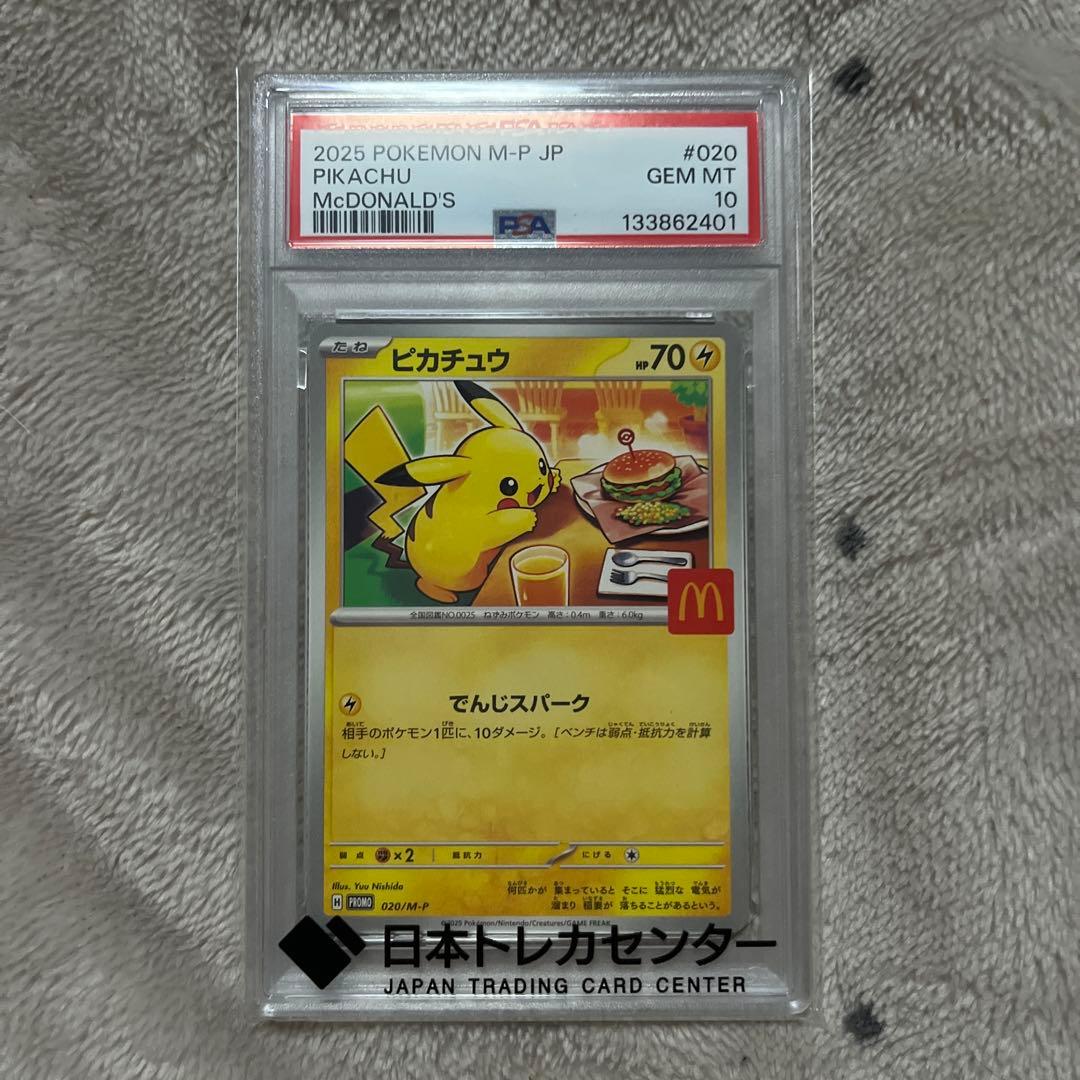 2025 POKEMON M-P JP #020
PIKACHU GEM MT
McDONALD'S 10
PSA 133862401
たね ピカチュウ HP70
全国図鑑NO.0025 ねずみポケモン 高さ:0.4m 重さ:6.0kg
でんじスパーク
相手のポケモン1匹に、10ダメージ。[ベンチは弱点・抵抗力を計算
しない。]
弱点 ×2 抵抗力 にげる
Illus. Yuu Nishida
何匹かが 集まっていると そこに 猛烈な 電気が
溜まり 稲妻が 落ちることがあるという。
H PROMO 020/M-P
©2025 Pokémon/Nintendo/Creatures/GAME FREAK
日本トレカセンター
JAPAN TRADING CARD CENTER